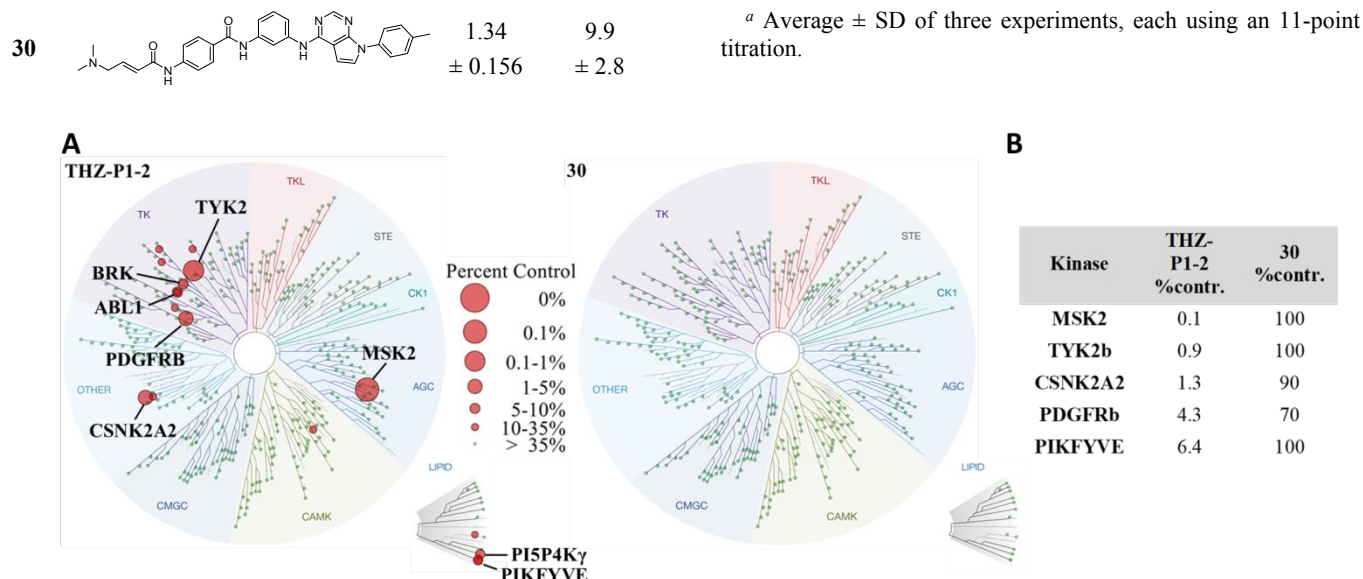 30
1.34
± 0.156
9.9
± 2.8
O
N
N
H
O
N
H
N
H
N
N
N
a Average ± SD of three experiments, each using an 11-point
titration.
A
THZ-P1-2
TKL
TK
STE
CK1
AGC
CAMK
CMGC
OTHER
TYK2
BRK
ABL1
PDGFRB
MSK2
CSNK2A2
LIPID
PI5P4Kγ
PIKFYVE
Percent Control
0%
0.1%
0.1-1%
1-5%
5-10%
10-35%
> 35%
30
TKL
TK
STE
CK1
AGC
CAMK
CMGC
OTHER
LIPID
B
Kinase THZ-P1-2 %contr. 30 %contr.
MSK2 0.1 100
TYK2b 0.9 100
CSNK2A2 1.3 90
PDGFRb 4.3 70
PIKFYVE 6.4 100